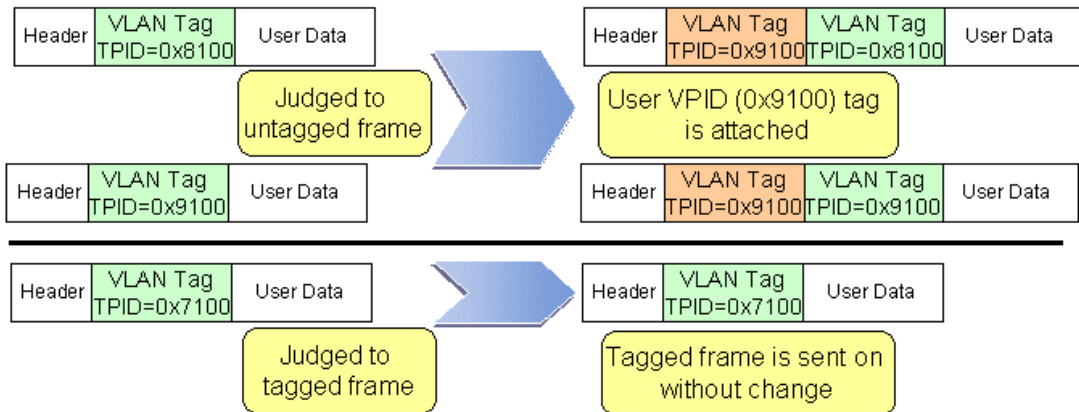 Header VLAN Tag TPID=0x8100 User Data
Header VLAN Tag TPID=0x9100 VLAN Tag TPID=0x8100 User Data
Judged to
untagged frame
User VPID (0x9100) tag
is attached
Header VLAN Tag TPID=0x9100 User Data
Header VLAN Tag TPID=0x9100 VLAN Tag TPID=0x9100 User Data
Header VLAN Tag TPID=0x7100 User Data
Header VLAN Tag TPID=0x7100 User Data
Judged to
tagged frame
Tagged frame is sent on
without change